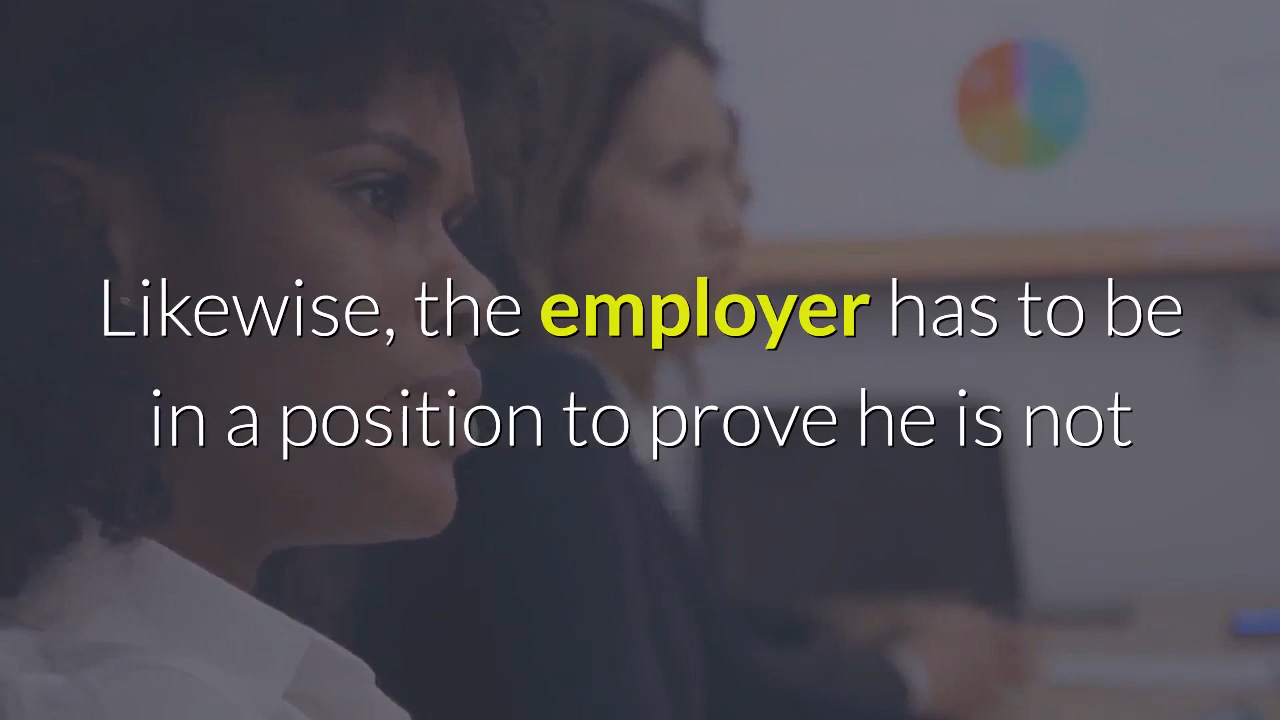 Likewise, the employer has to be
in a position to prove he is not